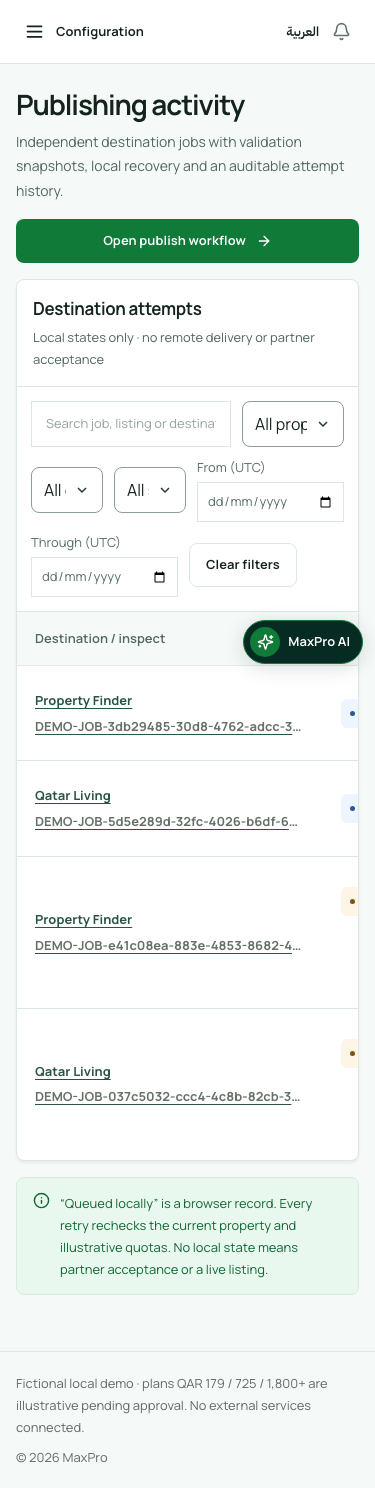 Configuration
العربية
Publishing activity
Independent destination jobs with validation
snapshots, local recovery and an auditable attempt
history.
Open publish workflow
Destination attempts
Local states only · no remote delivery or partner
acceptance
Search job, listing or destina
All prop
All
All
From (UTC)
dd/mm/yyyy
Through (UTC)
dd/mm/yyyy
Clear filters
Destination / inspect
MaxPro AI
Property Finder
DEMO-JOB-3db29485-30d8-4762-adcc-3…
Qatar Living
DEMO-JOB-5d5e289d-32fc-4026-b6df-6…
Property Finder
DEMO-JOB-e41c08ea-883e-4853-8682-4…
Qatar Living
DEMO-JOB-037c5032-ccc4-4c8b-82cb-3…
“Queued locally” is a browser record. Every
retry rechecks the current property and
illustrative quotas. No local state means
partner acceptance or a live listing.
Fictional local demo · plans QAR 179 / 725 / 1,800+ are
illustrative pending approval. No external services
connected.
© 2026 MaxPro